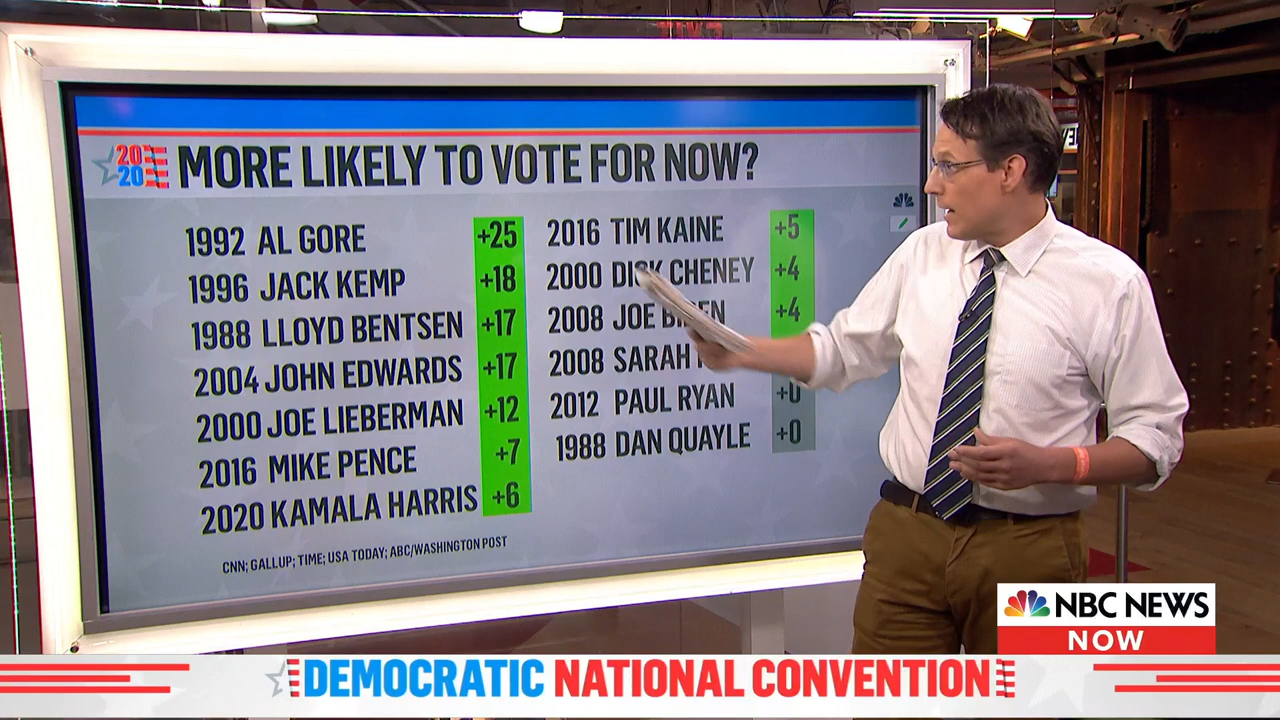 2020 MORE LIKELY TO VOTE FOR NOW?
1992 AL GORE +25
1996 JACK KEMP +18
1988 LLOYD BENTSEN +17
2004 JOHN EDWARDS +17
2000 JOE LIEBERMAN +12
2016 MIKE PENCE +7
2020 KAMALA HARRIS +6
2016 TIM KAINE +5
2000 DICK CHENEY +4
2008 JOE BIDEN +4
2008 SARAH
2012 PAUL RYAN +0
1988 DAN QUAYLE +0
CNN; GALLUP; TIME; USA TODAY; ABC/WASHINGTON POST
NBC NEWS
NOW
DEMOCRATIC NATIONAL CONVENTION